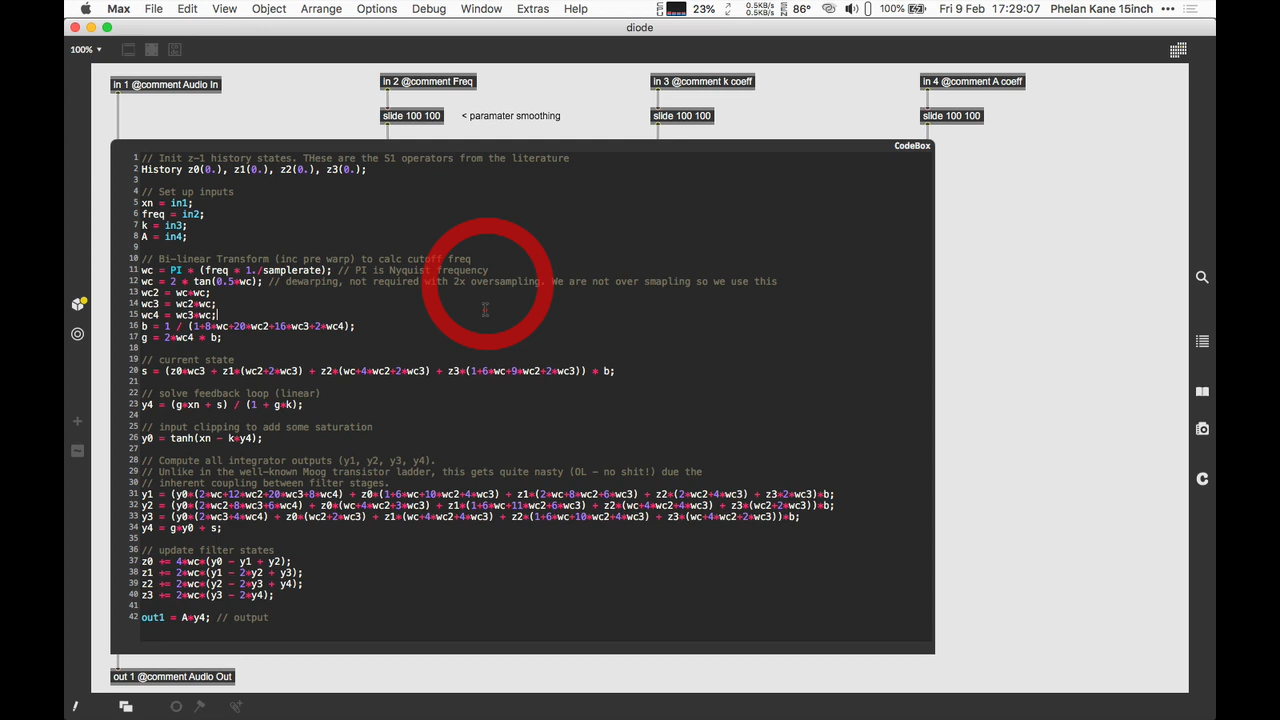 Max File Edit View Object Arrange Options Debug Window Extras Help 23% 0.5KB/s 0.5KB/s 86° 100% Fri 9 Feb 17:29:07 Phelan Kane 15inch
diode
100%
in 1 @comment Audio In
in 2 @comment Freq
in 3 @comment k coeff
in 4 @comment A coeff
slide 100 100
< paramater smoothing
slide 100 100
slide 100 100
CodeBox
1 // Init z-1 history states. THese are the S1 operators from the literature
2 History z0(0.), z1(0.), z2(0.), z3(0.);
3
4 // Set up inputs
5 xn = in1;
6 freq = in2;
7 k = in3;
8 A = in4;
9
10 // Bi-linear Transform (inc pre warp) to calc cutoff freq
11 wc = PI * (freq * 1./samplerate); // PI is Nyquist frequency
12 wc = 2 * tan(0.5*wc); // dewarping, not required with 2x oversampling. We are not over smapling so we use this
13 wc2 = wc*wc;
14 wc3 = wc2*wc;
15 wc4 = wc3*wc;
16 b = 1 / (1+8*wc+20*wc2+16*wc3+2*wc4);
17 g = 2*wc4 * b;
18
19 // current state
20 s = (z0*wc3 + z1*(wc2+2*wc3) + z2*(wc+4*wc2+2*wc3) + z3*(1+6*wc+9*wc2+2*wc3)) * b;
21
22 // solve feedback loop (linear)
23 y4 = (g*xn + s) / (1 + g*k);
24
25 // input clipping to add some saturation
26 y0 = tanh(xn - k*y4);
27
28 // Compute all integrator outputs (y1, y2, y3, y4).
29 // Unlike in the well-known Moog transistor ladder, this gets quite nasty (OL - no shit!) due the
30 // inherent coupling between filter stages.
31 y1 = (y0*(2*wc+12*wc2+20*wc3+8*wc4) + z0*(1+6*wc+10*wc2+4*wc3) + z1*(2*wc+8*wc2+6*wc3) + z2*(2*wc2+4*wc3) + z3*2*wc3)*b;
32 y2 = (y0*(2*wc2+8*wc3+6*wc4) + z0*(wc+4*wc2+3*wc3) + z1*(1+6*wc+11*wc2+6*wc3) + z2*(wc+4*wc2+4*wc3) + z3*(wc2+2*wc3))*b;
33 y3 = (y0*(2*wc3+4*wc4) + z0*(wc2+2*wc3) + z1*(wc+4*wc2+4*wc3) + z2*(1+6*wc+10*wc2+4*wc3) + z3*(wc+4*wc2+2*wc3))*b;
34 y4 = g*y0 + s;
35
36 // update filter states
37 z0 += 4*wc*(y0 - y1 + y2);
38 z1 += 2*wc*(y1 - 2*y2 + y3);
39 z2 += 2*wc*(y2 - 2*y3 + y4);
40 z3 += 2*wc*(y3 - 2*y4);
41
42 out1 = A*y4; // output
out 1 @comment Audio Out